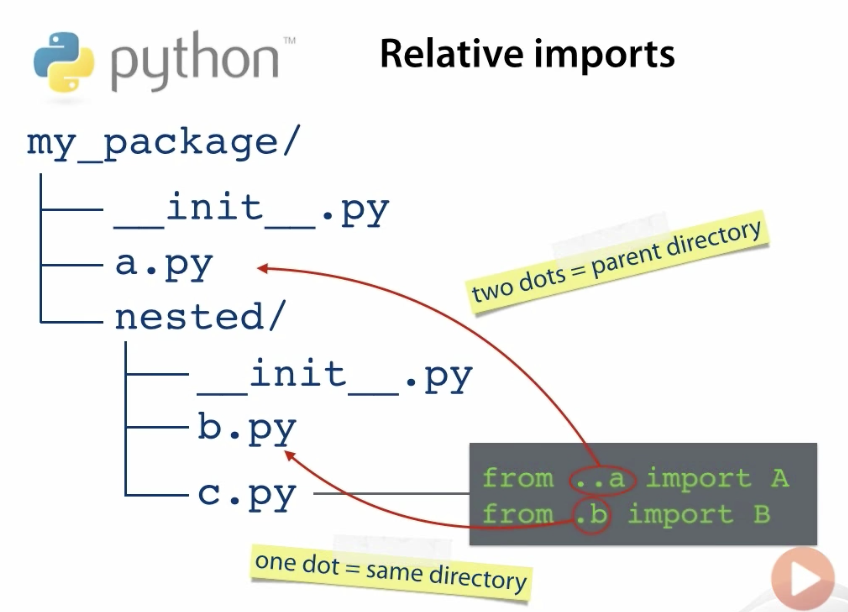 python™
Relative imports
my_package/
__init__.py
a.py
nested/
__init__.py
b.py
c.py
two dots = parent directory
from ..a import A
from .b import B
one dot = same directory